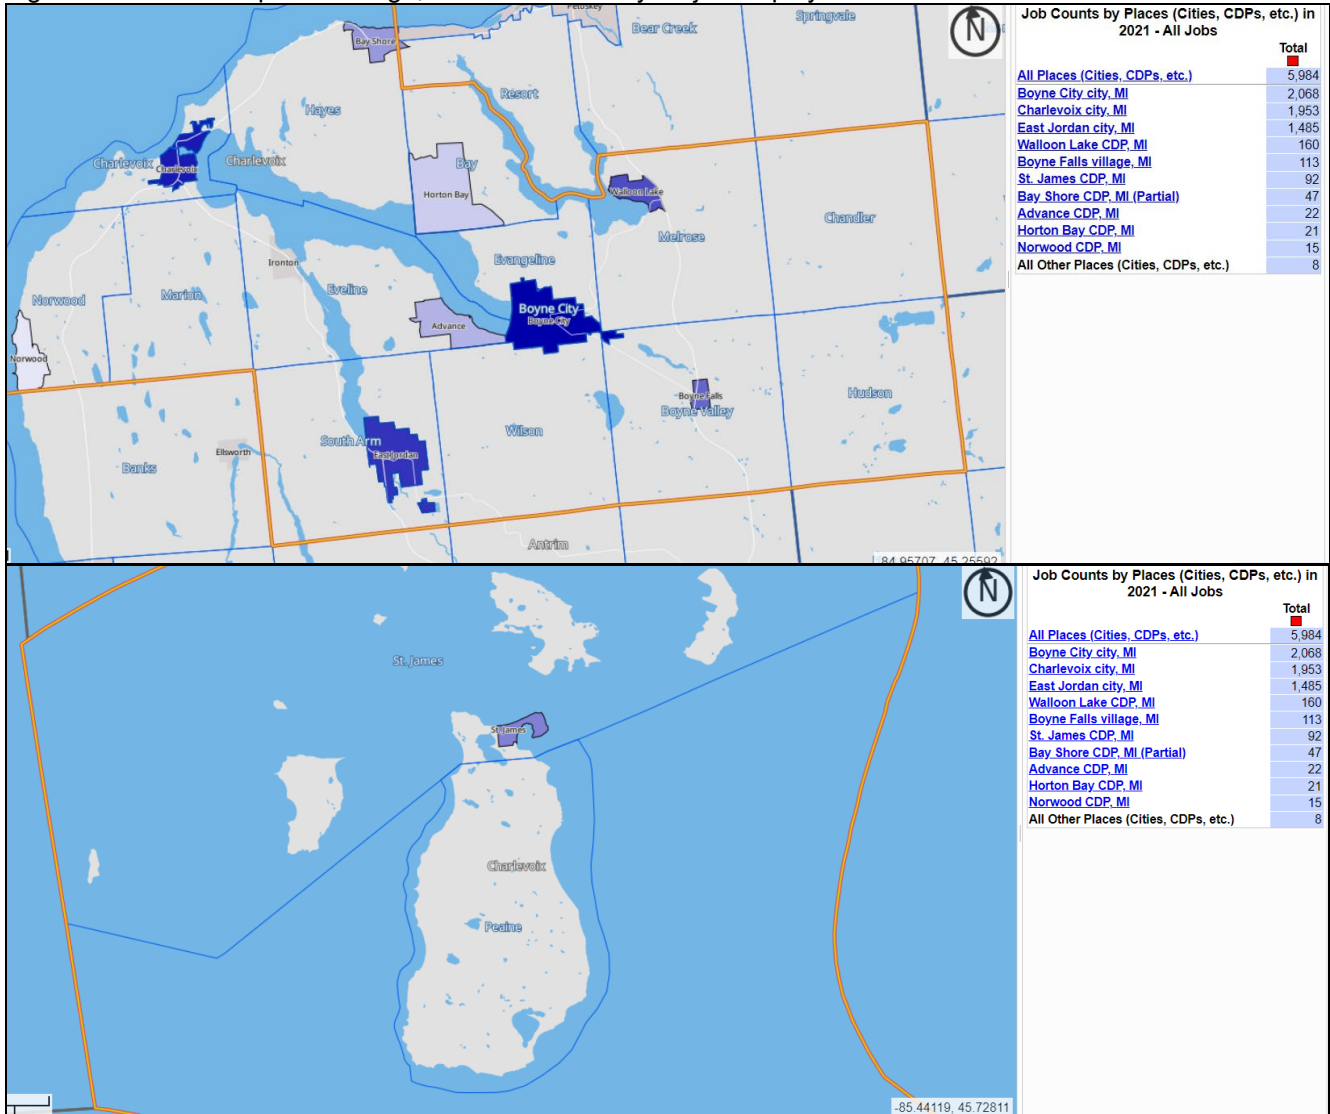 Petoskey
Springvale
Bear Creek
Bay Shore
N
Resort
Hayes
Charlevoix
Charlevoix
Charlevoix
Bay
Horton Bay
Walloon Lake
Chandler
Melrose
Evangeline
Ironton
Eveline
Marion
Norwood
Boyne City
Boyne City
Advance
Norwood
Boyne Falls
Boyne Valley
Hudson
South Arm
East Jordan
Wilson
Ellsworth
Banks
Antrim
-84.95707, 45.25592
Job Counts by Places (Cities, CDPs, etc.) in
2021 - All Jobs
Total
All Places (Cities, CDPs, etc.) 5,984
Boyne City city, MI 2,068
Charlevoix city, MI 1,953
East Jordan city, MI 1,485
Walloon Lake CDP, MI 160
Boyne Falls village, MI 113
St. James CDP, MI 92
Bay Shore CDP, MI (Partial) 47
Advance CDP, MI 22
Horton Bay CDP, MI 21
Norwood CDP, MI 15
All Other Places (Cities, CDPs, etc.) 8
N
St. James
St. James
Charlevoix
Peaine
-85.44119, 45.72811
Job Counts by Places (Cities, CDPs, etc.) in
2021 - All Jobs
Total
All Places (Cities, CDPs, etc.) 5,984
Boyne City city, MI 2,068
Charlevoix city, MI 1,953
East Jordan city, MI 1,485
Walloon Lake CDP, MI 160
Boyne Falls village, MI 113
St. James CDP, MI 92
Bay Shore CDP, MI (Partial) 47
Advance CDP, MI 22
Horton Bay CDP, MI 21
Norwood CDP, MI 15
All Other Places (Cities, CDPs, etc.) 8